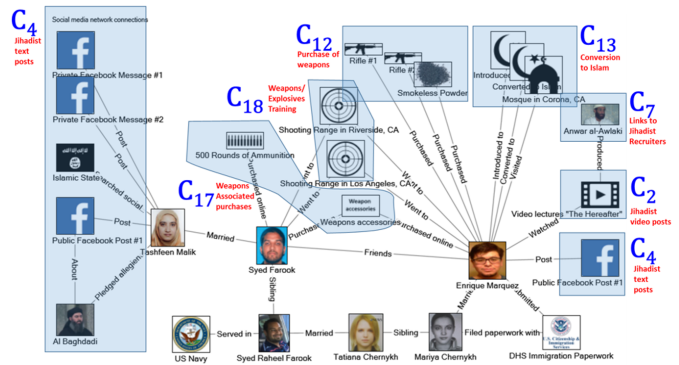 C4
Jihadist
text
posts
Social media network connections
Private Facebook Message #1
Private Facebook Message #2
Islamic State
Public Facebook Post #1
Al Baghdadi
Post
Post
Post
About
Pledged allegien
Tashfeen Malik
Married
C18
Weapons/
Explosives
Training
500 Rounds of Ammunition
Purchased online
C17
Weapons
Associated
purchases
Shooting Range in Riverside, CA
Shooting Range in Los Angeles, CA
Weapon
accessories
Weapons accessories
Went to
Went to
Went to
Purchas
urchased online
Syed Farook
Friends
Sibling
C12
Purchase of
weapons
Rifle #1
Rifle #2
Smokeless Powder
Purchased
Purchased
Purchased
C13
Conversion
to Islam
Introduced
Converted to Islam
Mosque in Corona, CA
Introduced to
Converted to
Visited
C7
Links to
Jihadist
Recruiters
Anwar al-Awlaki
Produced
C2
Jihadist
video posts
Video lectures "The Hereafter"
Watched
C4
Jihadist
text
posts
Public Facebook Post #1
Post
Enrique Marquez
US Navy
Served in
Syed Raheel Farook
Married
Tatiana Chernykh
Sibling
Mariya Chernykh
Filed paperwork with
U.S. Citizenship &
Immigration
Services
DHS Immigration Paperwork